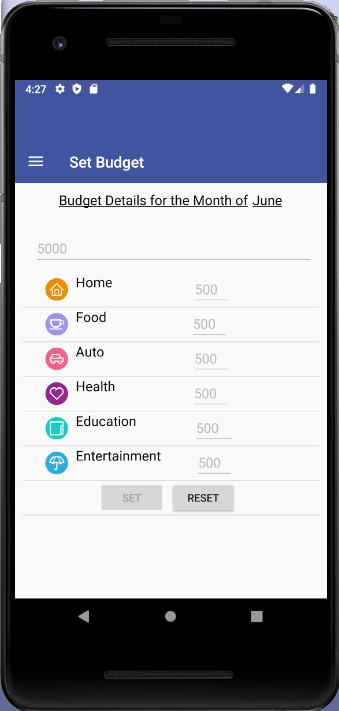 4:27
Set Budget
Budget Details for the Month of June
5000
Home 500
Food 500
Auto 500
Health 500
Education 500
Entertainment 500
SET RESET